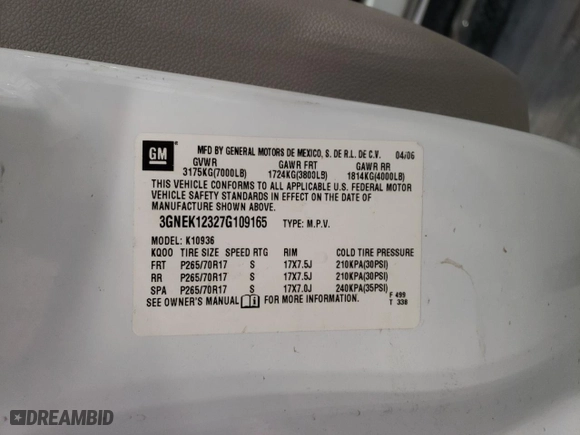 GM
MFD BY GENERAL MOTORS DE MEXICO, S. DE R.L. DE C.V. 04/06
GVWR GAWR FRT GAWR RR
3175KG(7000LB) 1724KG(3800LB) 1814KG(4000LB)
THIS VEHICLE CONFORMS TO ALL APPLICABLE U.S. FEDERAL MOTOR
VEHICLE SAFETY STANDARDS IN EFFECT ON THE DATE OF
MANUFACTURE SHOWN ABOVE.
3GNEK12327G109165 TYPE: M.P.V.
MODEL: K10936
KQOO TIRE SIZE SPEED RTG RIM COLD TIRE PRESSURE
FRT P265/70R17 S 17X7.5J 210KPA(30PSI)
RR P265/70R17 S 17X7.5J 210KPA(30PSI)
SPA P265/70R17 S 17X7.0J 240KPA(35PSI)
SEE OWNER'S MANUAL FOR MORE INFORMATION. F 499
T 338
DREAMBID